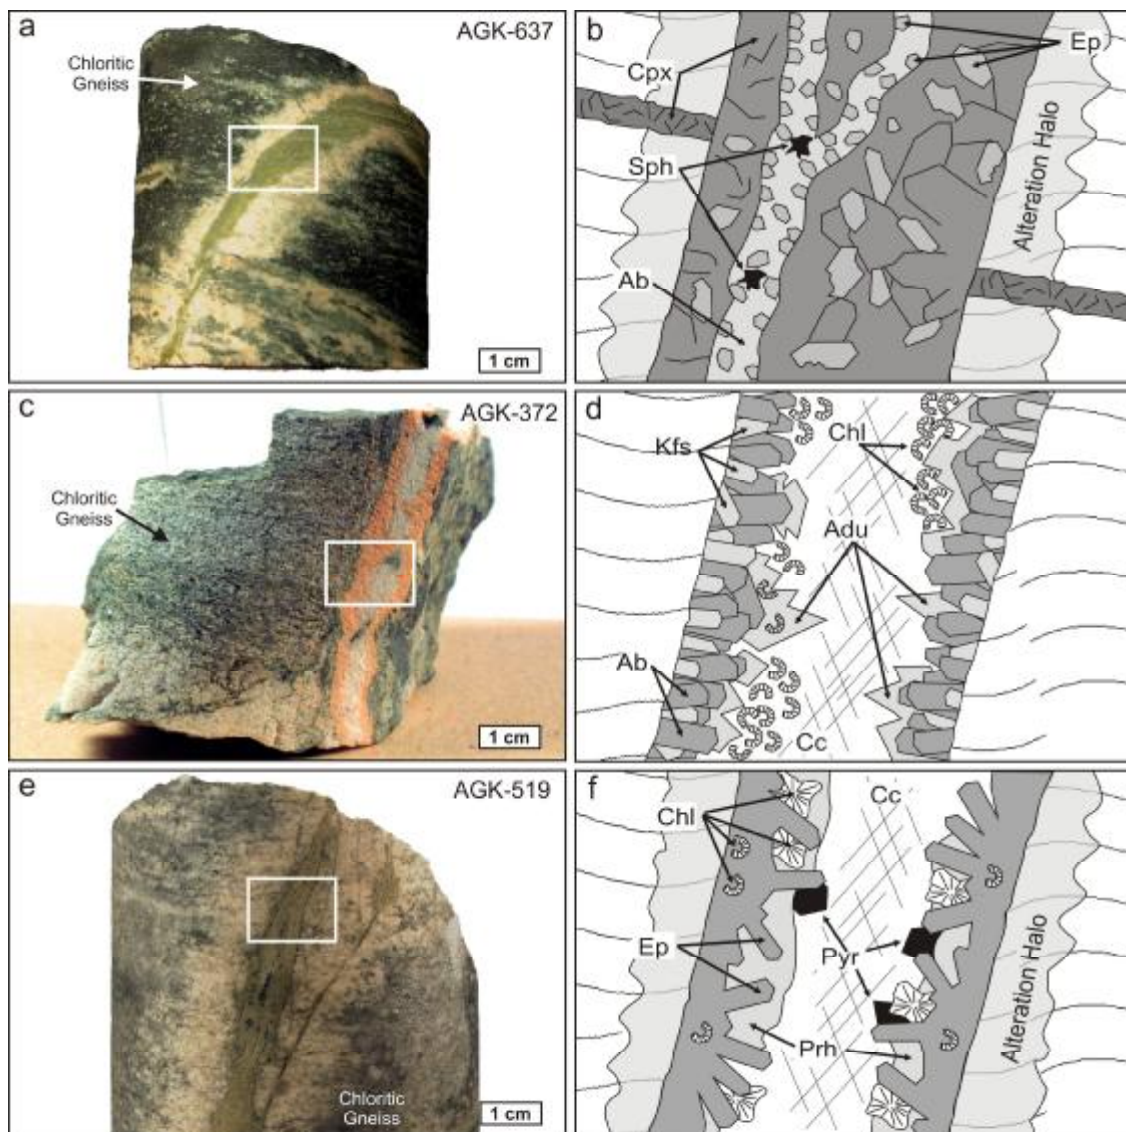 a
AGK-637
Chloritic
Gneiss
1 cm
b
Ep
Cpx
Sph
Ab
Alteration Halo
c
AGK-372
Chloritic
Gneiss
1 cm
d
Kfs
Chl
Adu
Ab
Cc
e
AGK-519
Chloritic
Gneiss
1 cm
f
Cc
Chl
Ep
Pyr
Prh
Alteration Halo